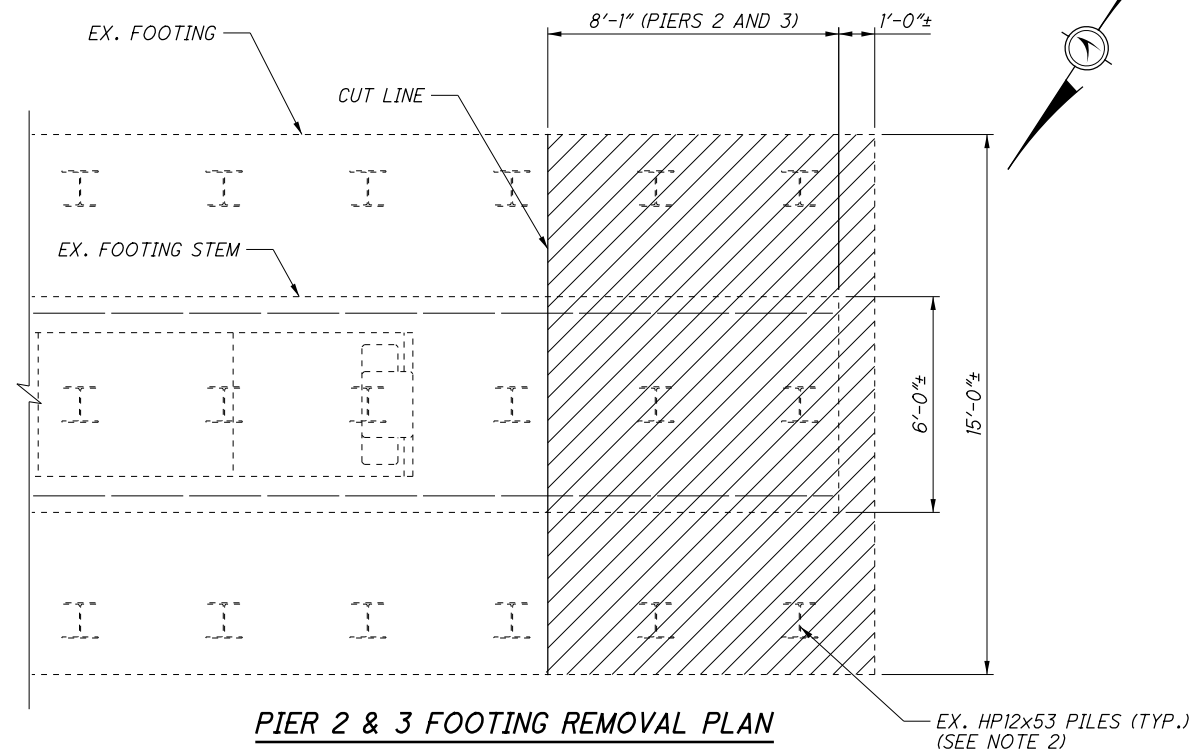 8'-1" (PIERS 2 AND 3)
1'-0"±
EX. FOOTING
CUT LINE
EX. FOOTING STEM
6'-0"±
15'-0"±
PIER 2 & 3 FOOTING REMOVAL PLAN
EX. HP12x53 PILES (TYP.)
(SEE NOTE 2)